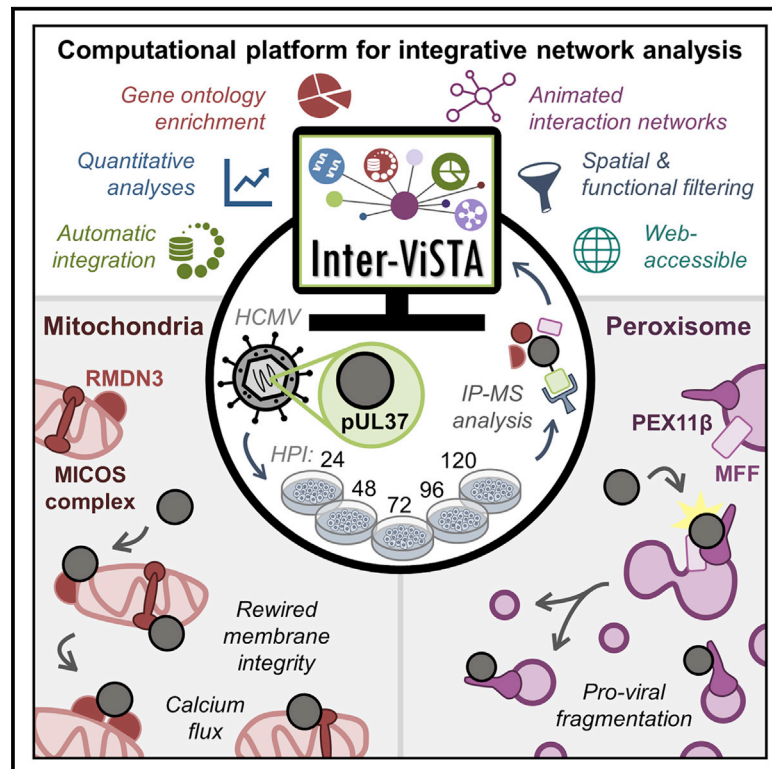 Computational platform for integrative network analysis
Gene ontology
enrichment
Animated
interaction networks
Quantitative
analyses
Spatial &
functional filtering
Automatic
integration
Web-
accessible
Inter-ViSTA
Mitochondria
Peroxisome
HCMV
RMDN3
pUL37
IP-MS
analysis
PEX11β
MFF
MICOS
complex
HPI:
24
48
72
96
120
Rewired
membrane
integrity
Calcium
flux
Pro-viral
fragmentation